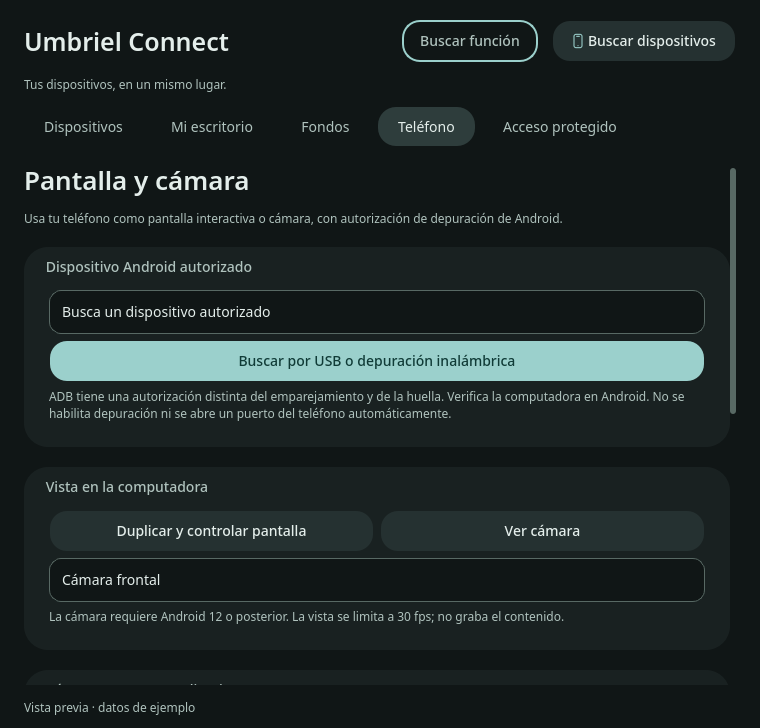 Umbriel Connect
Buscar función
Buscar dispositivos
Tus dispositivos, en un mismo lugar.
Dispositivos
Mi escritorio
Fondos
Teléfono
Acceso protegido
Pantalla y cámara
Usa tu teléfono como pantalla interactiva o cámara, con autorización de depuración de Android.
Dispositivo Android autorizado
Busca un dispositivo autorizado
Buscar por USB o depuración inalámbrica
ADB tiene una autorización distinta del emparejamiento y de la huella. Verifica la computadora en Android. No se
habilita depuración ni se abre un puerto del teléfono automáticamente.
Vista en la computadora
Duplicar y controlar pantalla
Ver cámara
Cámara frontal
La cámara requiere Android 12 o posterior. La vista se limita a 30 fps; no graba el contenido.
Vista previa · datos de ejemplo